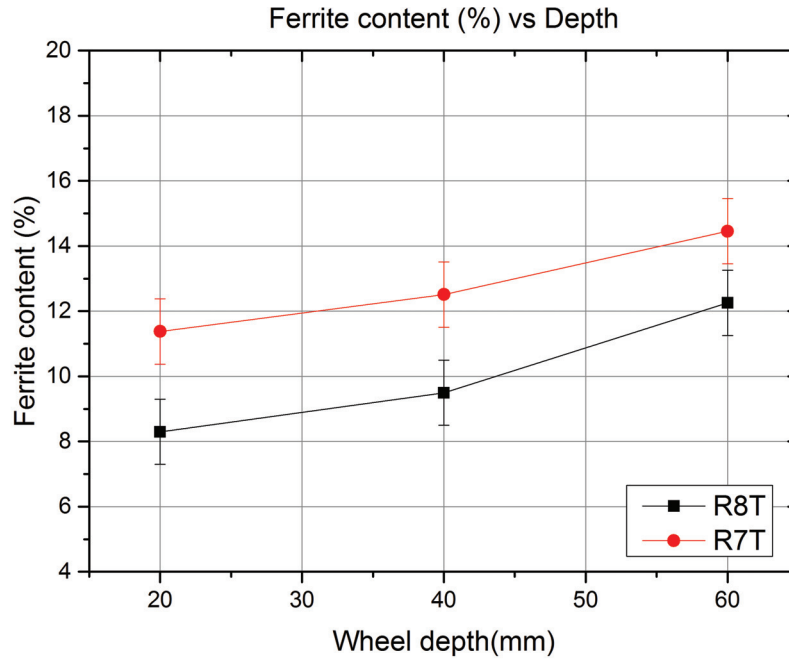 Ferrite content (%) vs Depth
20
18
16
14
12
10
8
6
4
Ferrite content (%)
R8T
R7T
20 30 40 50 60
Wheel depth(mm)